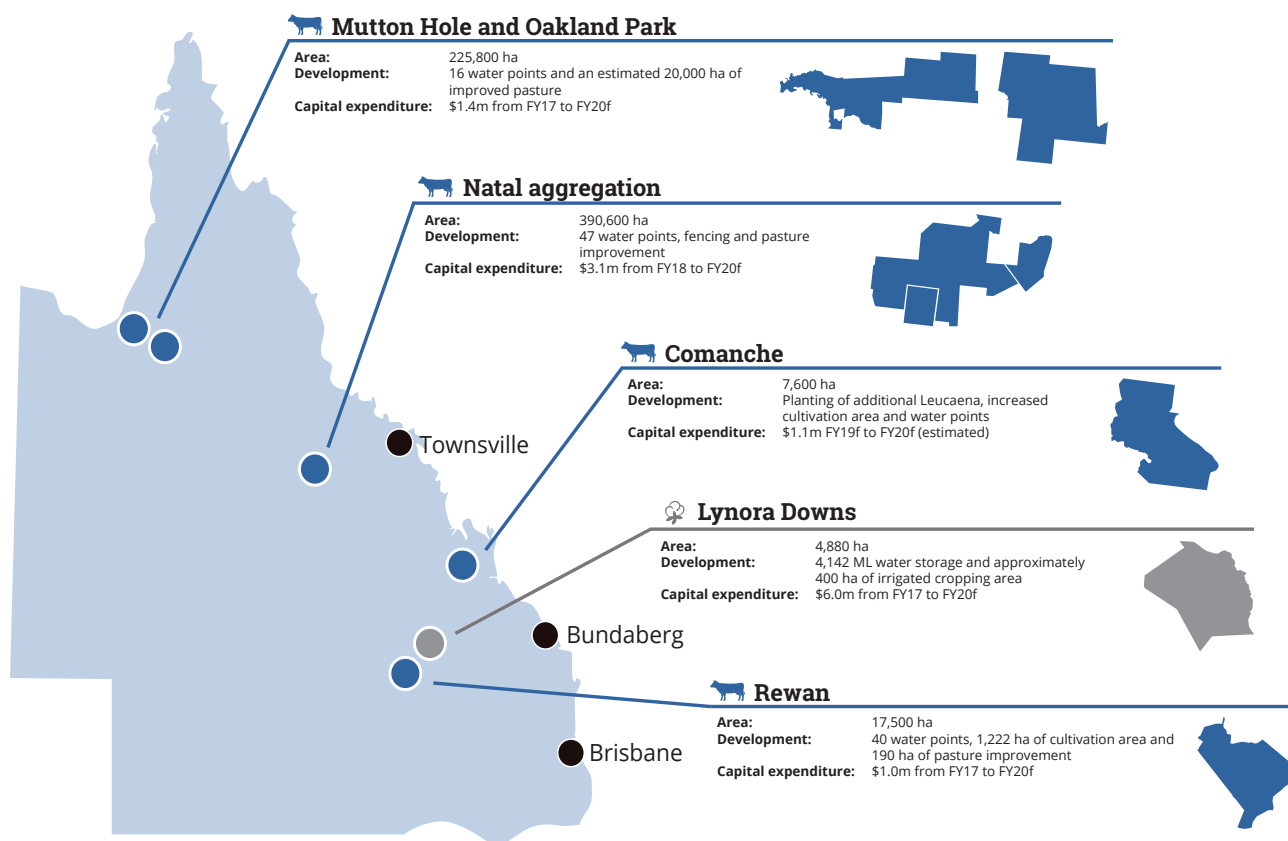 Mutton Hole and Oakland Park
Area: 225,800 ha
Development: 16 water points and an estimated 20,000 ha of
improved pasture
Capital expenditure: $1.4m from FY17 to FY20f
Natal aggregation
Area: 390,600 ha
Development: 47 water points, fencing and pasture
improvement
Capital expenditure: $3.1m from FY18 to FY20f
Comanche
Area: 7,600 ha
Development: Planting of additional Leucaena, increased
cultivation area and water points
Capital expenditure: $1.1m FY19f to FY20f (estimated)
Townsville
Lynora Downs
Area: 4,880 ha
Development: 4,142 ML water storage and approximately
400 ha of irrigated cropping area
Capital expenditure: $6.0m from FY17 to FY20f
Bundaberg
Rewan
Area: 17,500 ha
Development: 40 water points, 1,222 ha of cultivation area and
190 ha of pasture improvement
Capital expenditure: $1.0m from FY17 to FY20f
Brisbane